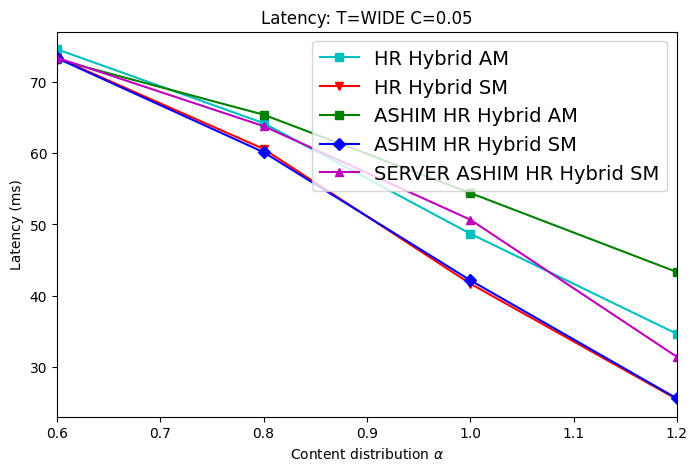 Latency: T=WIDE C=0.05
HR Hybrid AM
HR Hybrid SM
ASHIM HR Hybrid AM
ASHIM HR Hybrid SM
SERVER ASHIM HR Hybrid SM
Latency (ms)
70
60
50
40
30
0.6 0.7 0.8 0.9 1.0 1.1 1.2
Content distribution α